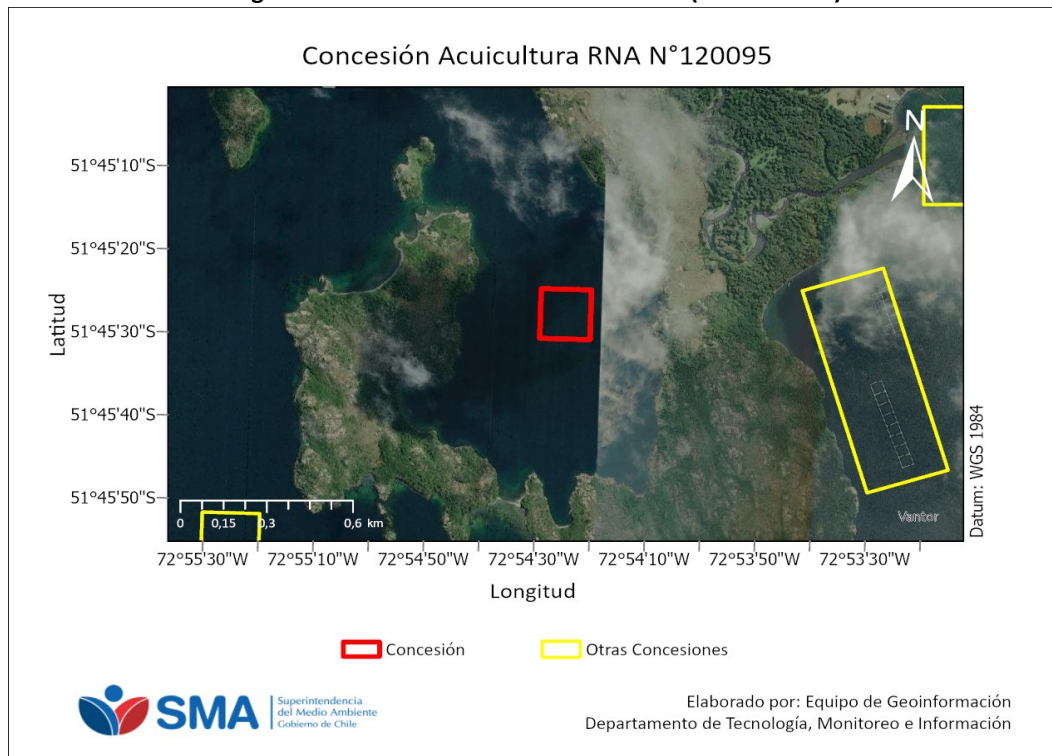 Concesión Acuicultura RNA N°120095
N
51°45'10"S
51°45'20"S
51°45'30"S
51°45'40"S
51°45'50"S
Latitud
Datum: WGS 1984
Vantor
0 0,15 0,3 0,6 km
72°55'30"W 72°55'10"W 72°54'50"W 72°54'30"W 72°54'10"W 72°53'50"W 72°53'30"W
Longitud
Concesión Otras Concesiones
SMA
Superintendencia
del Medio Ambiente
Gobierno de Chile
Elaborado por: Equipo de Geoinformación
Departamento de Tecnología, Monitoreo e Información